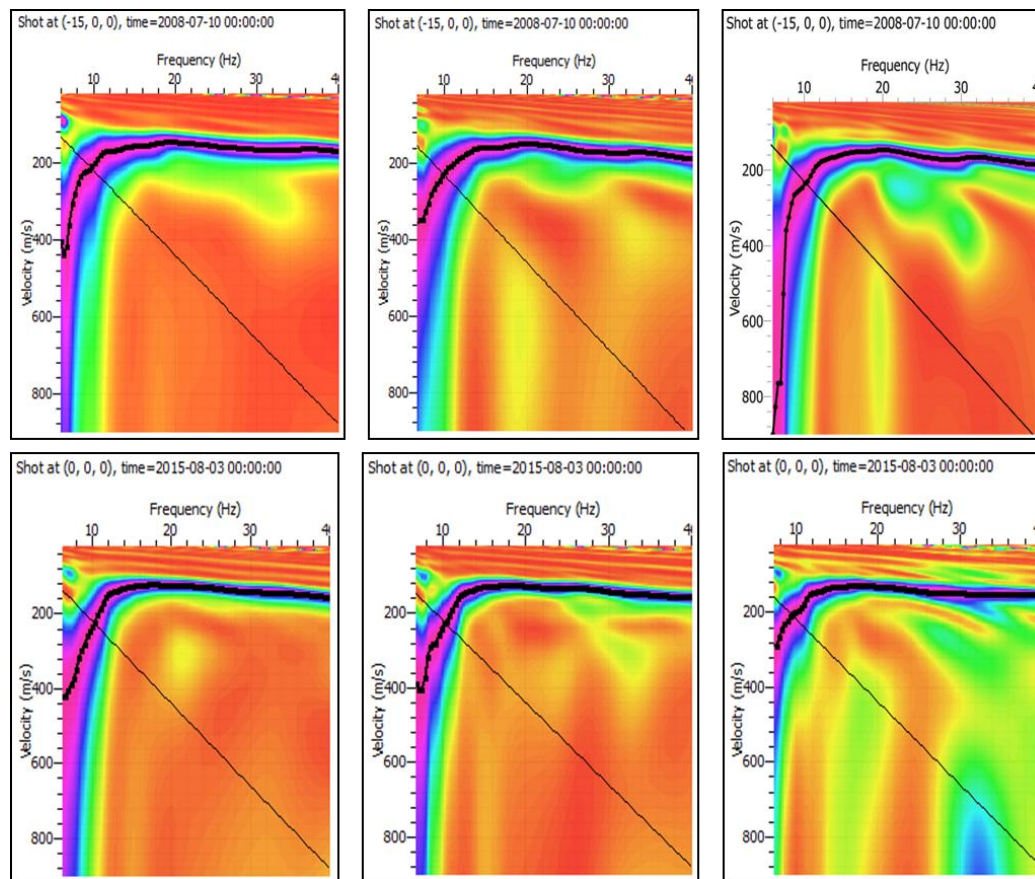 Shot at (-15, 0, 0), time=2008-07-10 00:00:00
Frequency (Hz)
10 20 30 40
200
400
600
800
Velocity (m/s)
Shot at (-15, 0, 0), time=2008-07-10 00:00:00
Frequency (Hz)
10 20 30 40
200
400
600
800
Velocity (m/s)
Shot at (-15, 0, 0), time=2008-07-10 00:00:00
Frequency (Hz)
10 20 30
200
400
600
800
Velocity (m/s)
Shot at (0, 0, 0), time=2015-08-03 00:00:00
Frequency (Hz)
10 20 30
200
400
600
800
Velocity (m/s)
Shot at (0, 0, 0), time=2015-08-03 00:00:00
Frequency (Hz)
10 20 30
200
400
600
800
Velocity (m/s)
Shot at (0, 0, 0), time=2015-08-03 00:00:00
Frequency (Hz)
10 20 30
200
400
600
800
Velocity (m/s)